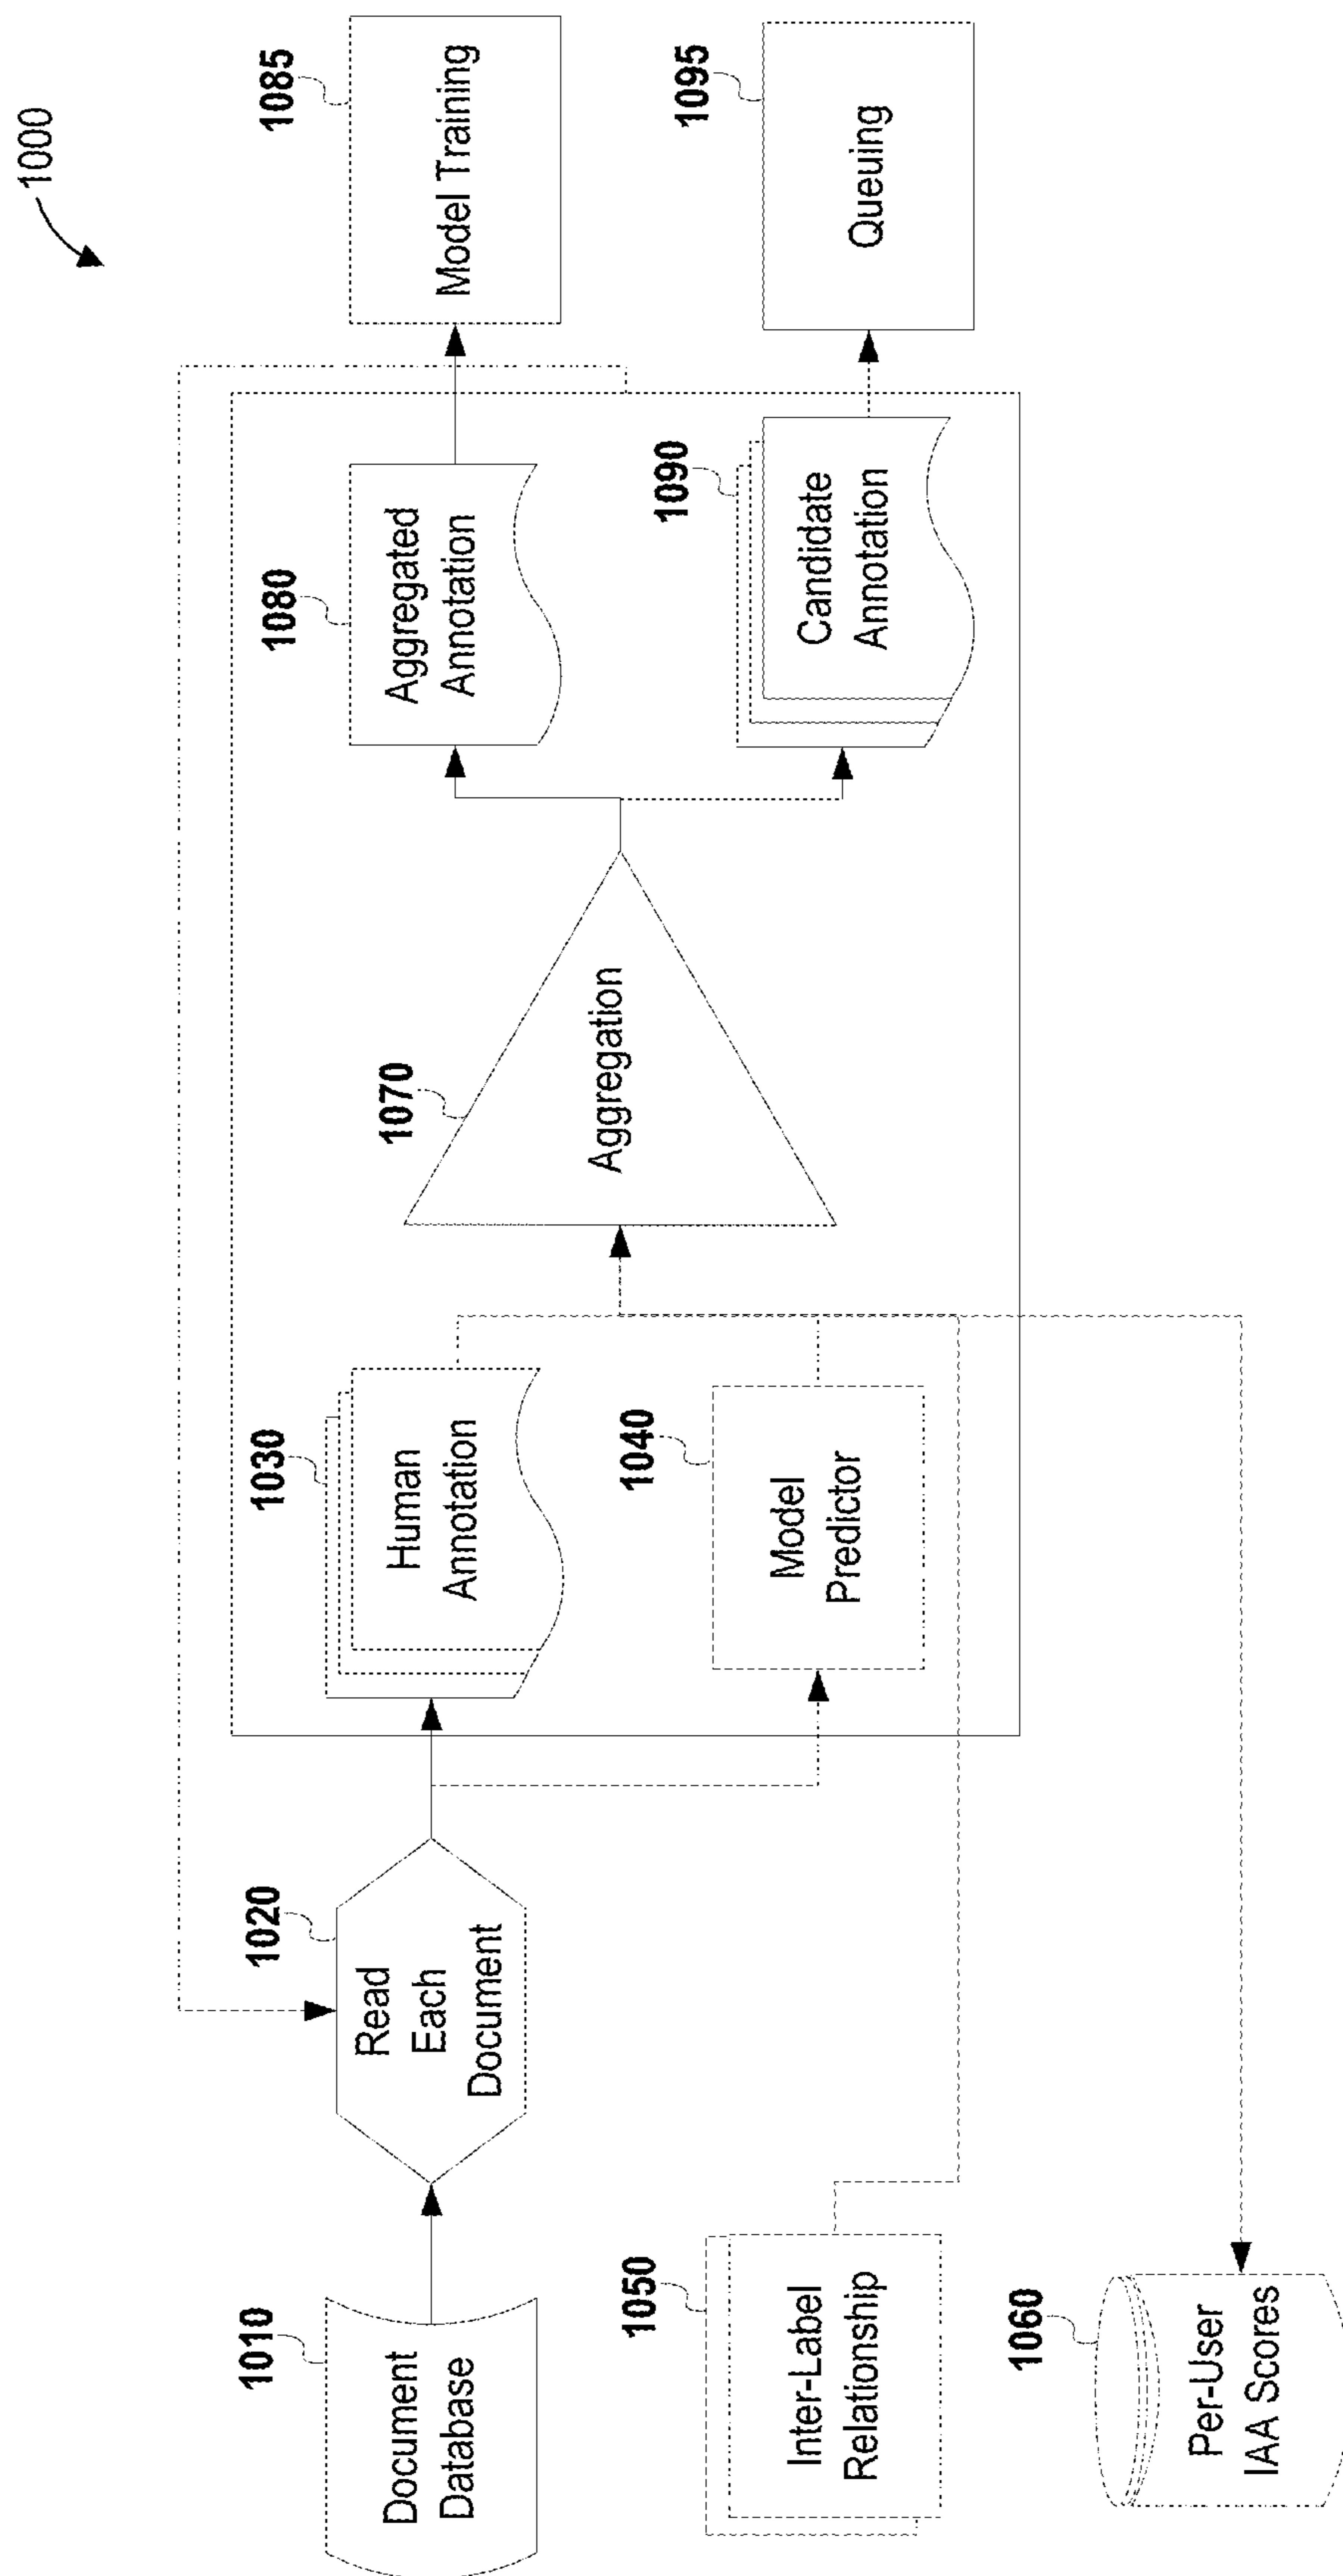 1000
1010
Document
Database
1020
Read
Each
Document
1030
Human
Annotation
1040
Model
Predictor
1050
Inter-Label
Relationship
1060
Per-User
IAA Scores
1070
Aggregation
1080
Aggregated
Annotation
1085
Model Training
1090
Candidate
Annotation
1095
Queuing